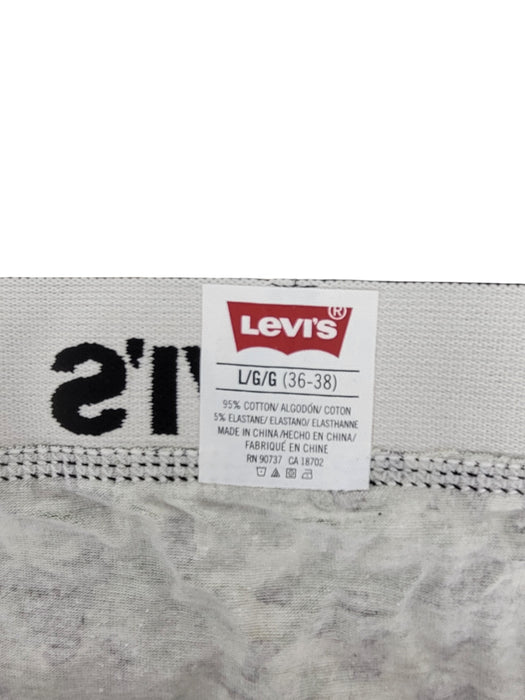 LEVI'S®
L/G/G (36-38)
95% COTTON/ ALGODÓN/ COTON
5% ELASTANE/ ELASTANO/ ELASTHANNE
MADE IN CHINA/HECHO EN CHINA/
FABRIQUÉ EN CHINE
RN 90737 CA 18702